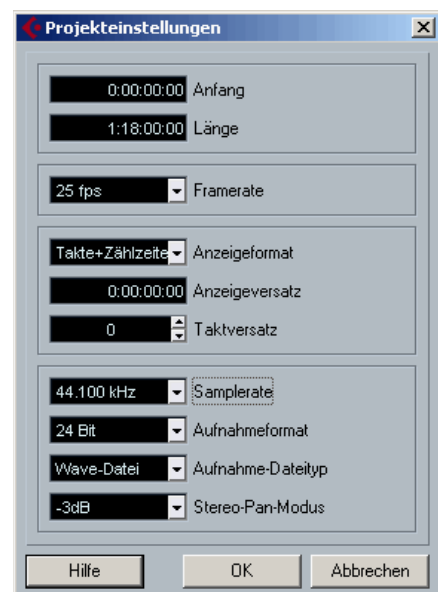 Projekteinstellungen
0:00:00:00 Anfang
1:18:00:00 Länge
25 fps Framerate
Takte+Zählzeite Anzeigeformat
0:00:00:00 Anzeigeversatz
0 Taktversatz
44.100 kHz Samplerate
24 Bit Aufnahmeformat
Wave-Datei Aufnahme-Dateityp
-3dB Stereo-Pan-Modus
Hilfe OK Abbrechen